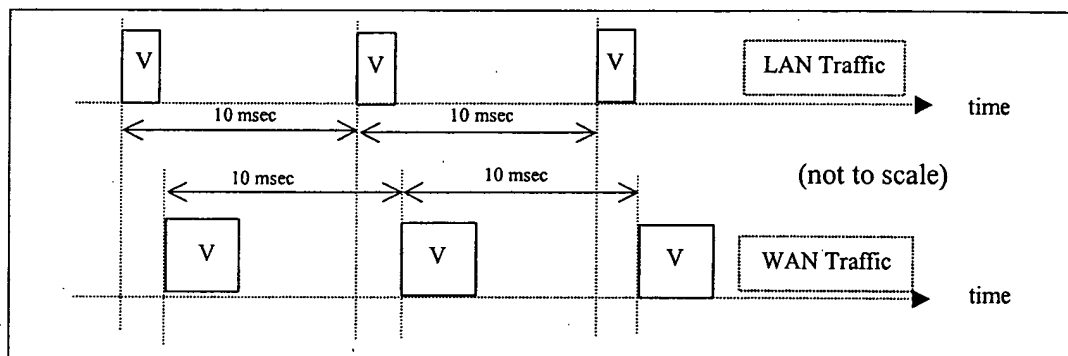 V
V
V
LAN Traffic
time
10 msec
10 msec
(not to scale)
10 msec
10 msec
V
V
V
WAN Traffic
time